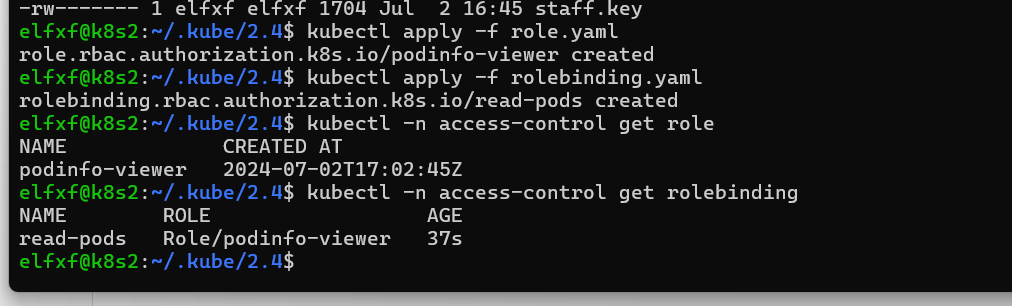 -rw------- 1 elfxf elfxf 1704 Jul  2 16:45 staff.key
elfxf@k8s2:~/.kube/2.4$ kubectl apply -f role.yaml
role.rbac.authorization.k8s.io/podinfo-viewer created
elfxf@k8s2:~/.kube/2.4$ kubectl apply -f rolebinding.yaml
rolebinding.rbac.authorization.k8s.io/read-pods created
elfxf@k8s2:~/.kube/2.4$ kubectl -n access-control get role
NAME             CREATED AT
podinfo-viewer   2024-07-02T17:02:45Z
elfxf@k8s2:~/.kube/2.4$ kubectl -n access-control get rolebinding
NAME        ROLE                  AGE
read-pods   Role/podinfo-viewer   37s
elfxf@k8s2:~/.kube/2.4$